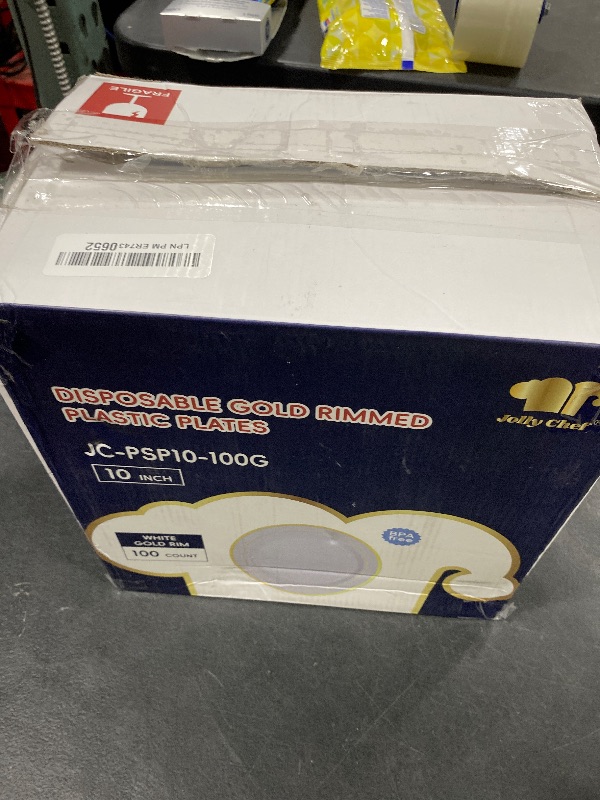 FRAGILE
LPN PM ER743 0652
DISPOSABLE GOLD RIMMED
PLASTIC PLATES
Jolly Chef
JC-PSP10-100G
10 INCH
WHITE
GOLD RIM
100 COUNT
BPA
free